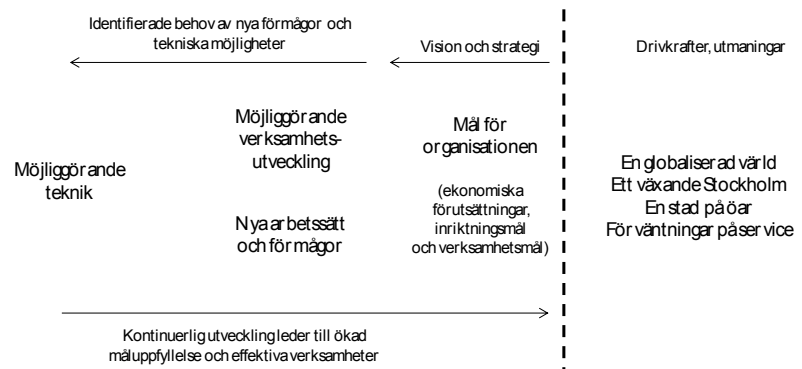 Identifierade behov av nya förmågor och
tekniska möjligheter
Vision och strategi
Drivkrafter, utmaningar
Möjliggörande
teknik
Möjliggörande
verksamhets-
utveckling
Nya arbetssätt
och förmågor
Mål för
organisationen
(ekonomiska
förutsättningar,
inriktningsmål
och verksamhetsmål)
En globaliserad värld
Ett växande Stockholm
En stad på öar
Förväntningar på service
Kontinuerlig utveckling leder till ökad
måluppfyllelse och effektiva verksamheter